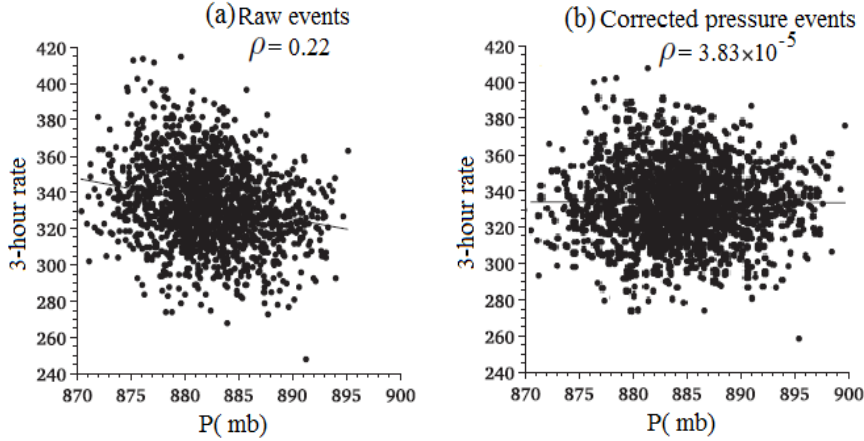 (a) Raw events
ρ = 0.22
420
400
380
360
340
320
300
280
260
240
3-hour rate
870 875 880 885 890 895 900
P( mb)
(b) Corrected pressure events
ρ = 3.83×10⁻⁵
420
400
380
360
340
320
300
280
260
240
3-hour rate
870 875 880 885 890 895 900
P( mb)